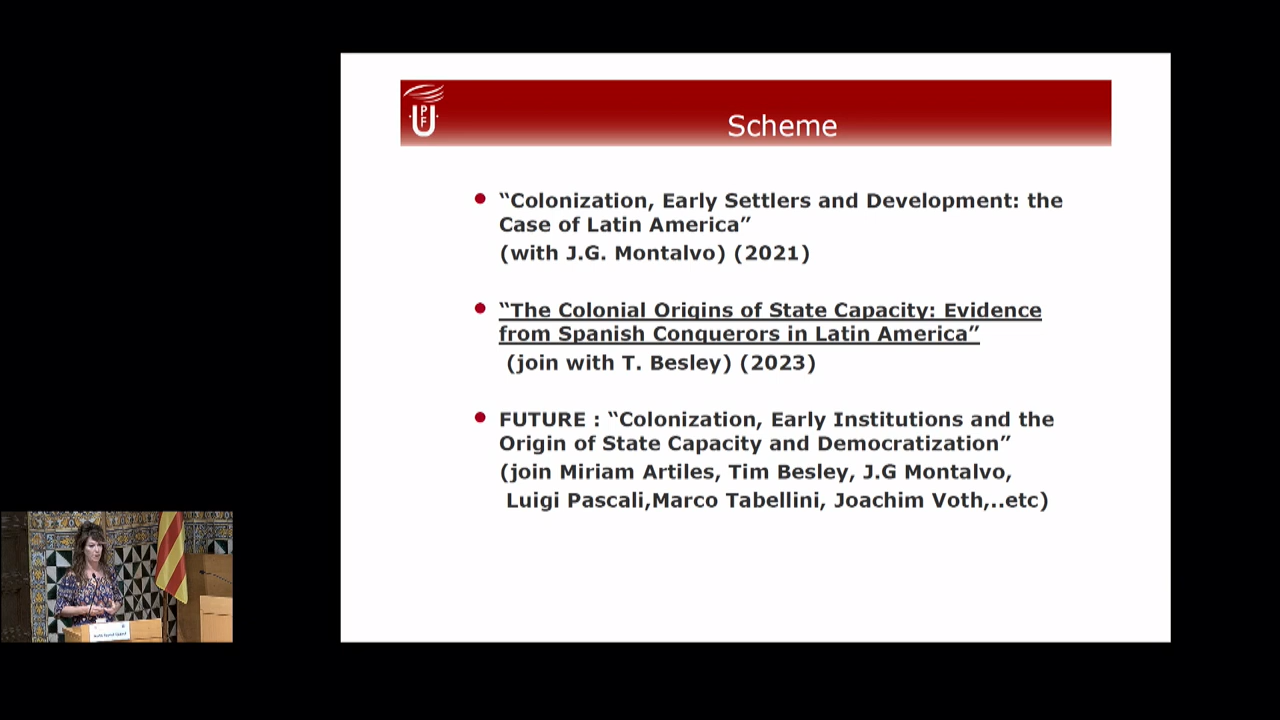 UPF
Scheme
“Colonization, Early Settlers and Development: the
Case of Latin America”
(with J.G. Montalvo) (2021)
“The Colonial Origins of State Capacity: Evidence
from Spanish Conquerors in Latin America”
(join with T. Besley) (2023)
FUTURE : “Colonization, Early Institutions and the
Origin of State Capacity and Democratization”
(join Miriam Artiles, Tim Besley, J.G Montalvo,
Luigi Pascali,Marco Tabellini, Joachim Voth,..etc)